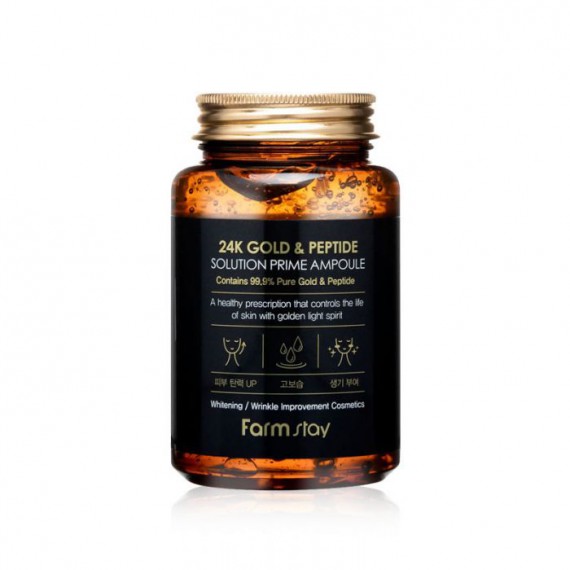 24K GOLD & PEPTIDE
SOLUTION PRIME AMPOULE
Contains 99,9% Pure Gold & Peptide
A healthy prescription that controls the life
of skin with golden light spirit
피부 탄력 UP 고보습 생기 부여
Whitening / Wrinkle Improvement Cosmetics
Farmstay